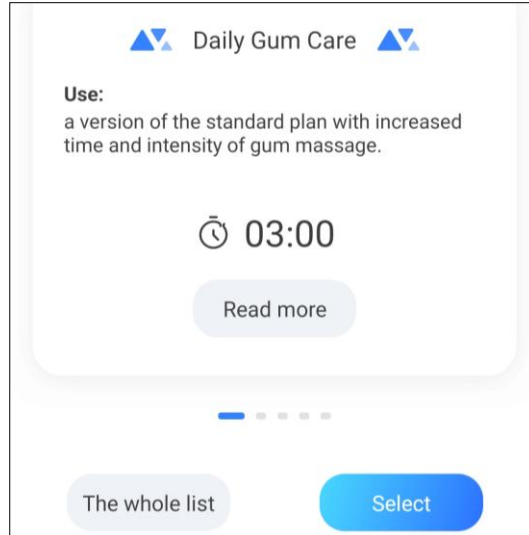 Daily Gum Care
Use:
a version of the standard plan with increased
time and intensity of gum massage.
03:00
Read more
The whole list
Select